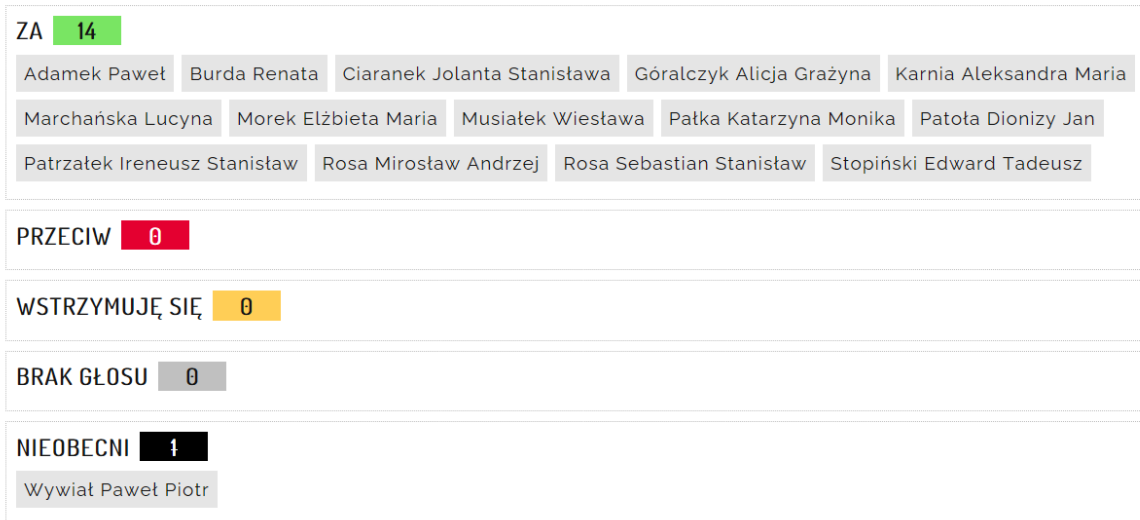 ZA 14
Adamek Paweł Burda Renata Ciaranek Jolanta Stanisława Góralczyk Alicja Grażyna Karnia Aleksandra Maria
Marchańska Lucyna Morek Elżbieta Maria Musiałek Wiesława Pałka Katarzyna Monika Patoła Dionizy Jan
Patrzałek Ireneusz Stanisław Rosa Mirosław Andrzej Rosa Sebastian Stanisław Stopiński Edward Tadeusz
PRZECIW 0
WSTRZYMUJĘ SIĘ 0
BRAK GŁOSU 0
NIEOBECNI 1
Wywiał Paweł Piotr